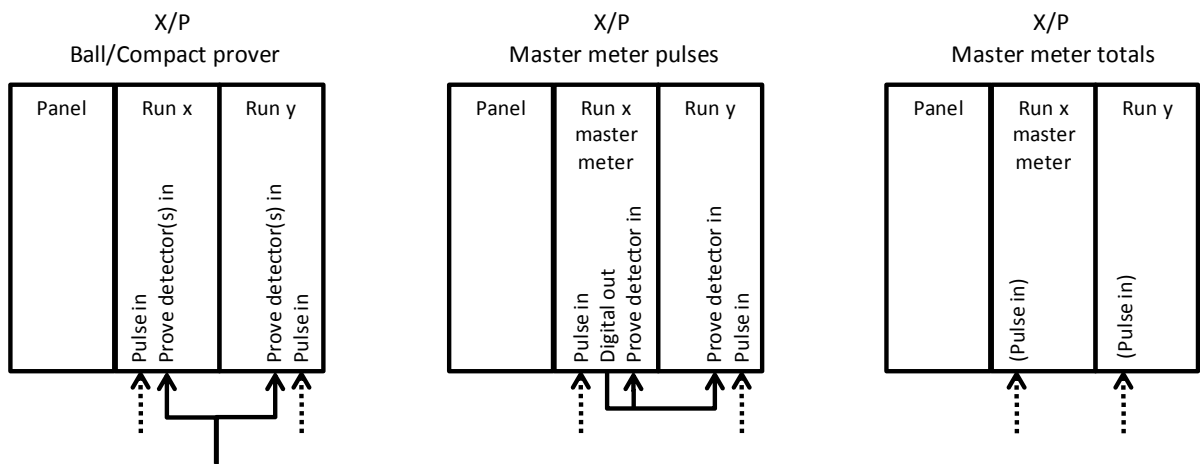 X/P
Ball/Compact prover
Panel
Run x
Run y
Pulse in
Prove detector(s) in
Prove detector(s) in
Pulse in
X/P
Master meter pulses
Panel
Run x
master
meter
Run y
Pulse in
Digital out
Prove detector in
Prove detector in
Pulse in
X/P
Master meter totals
Panel
Run x
master
meter
Run y
(Pulse in)
(Pulse in)